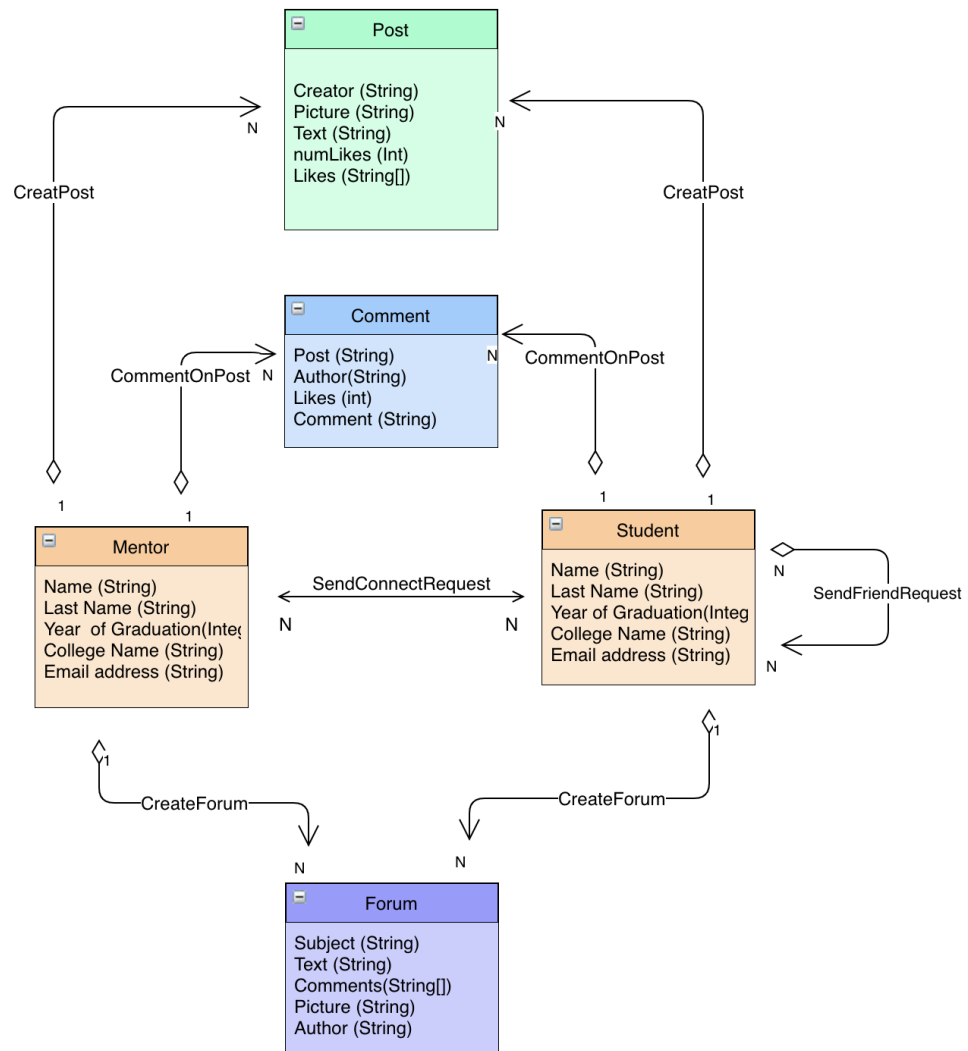 Post
Creator (String)
Picture (String)
Text (String)
numLikes (Int)
Likes (String[])
N
N
CreatPost
CreatPost
Comment
Post (String)
Author(String)
Likes (int)
Comment (String)
N
N
CommentOnPost
CommentOnPost
1
1
1
1
Mentor
Name (String)
Last Name (String)
Year of Graduation(Integ
College Name (String)
Email address (String)
SendConnectRequest
N
N
Student
Name (String)
Last Name (String)
Year of Graduation(Integ
College Name (String)
Email address (String)
N
SendFriendRequest
N
1
1
CreateForum
CreateForum
N
N
Forum
Subject (String)
Text (String)
Comments(String[])
Picture (String)
Author (String)